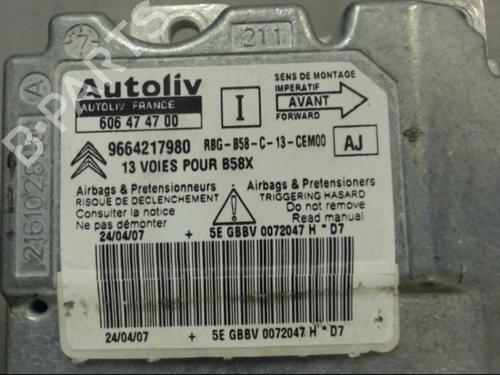 7
211
A
Autoliv
AUTOLIV FRANCE
606 47 47 00
I
SENS DE MONTAGE
IMPERATIF
AVANT
FORWARD
9664217980 RBG-B58-C-13-CEM00
AJ
13 VOIES POUR B58X
Airbags & Pretensionneurs
RISQUE DE DECLENCHEMENT
Consulter la notice
Ne pas démonter
Airbags & Pretensioners
TRIGGERING HASARD
Do not remove
Read manual
24/04/07 + 5E GBBV 0072047 H * D7
24/04/07 + 5E GBBV 0072047 H * D7
B-PARTS